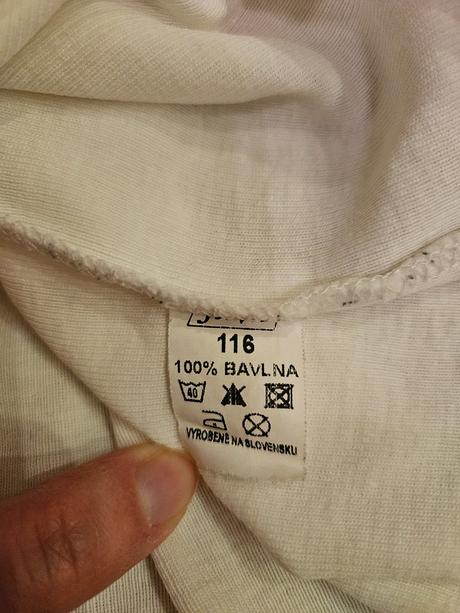 116
100% BAVLNA
40
VYROBENÉ NA SLOVENSKU